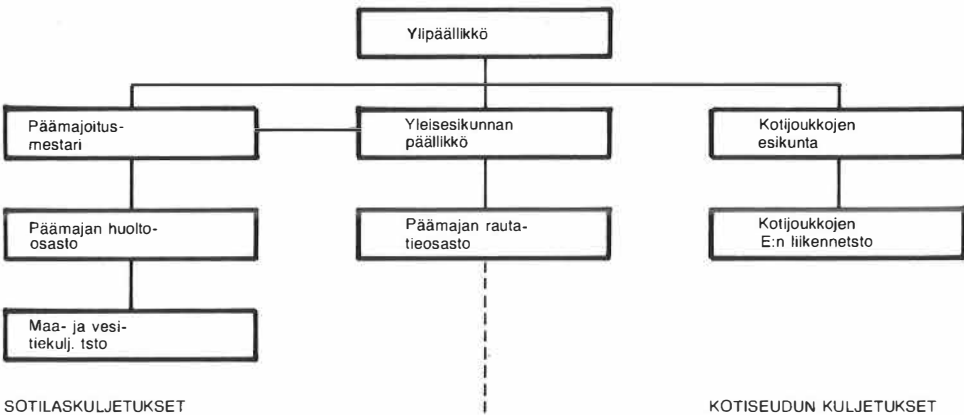 Ylipäällikkö
Päämajoitus-
mestari
Yleisesikunnan
päällikkö
Kotijoukkojen
esikunta
Päämajan huolto-
osasto
Päämajan rauta-
tieosasto
Kotijoukkojen
E:n liikennetsto
Maa- ja vesi-
tiekulj. tsto
SOTILASKULJETUKSET
KOTISEUDUN KULJETUKSET